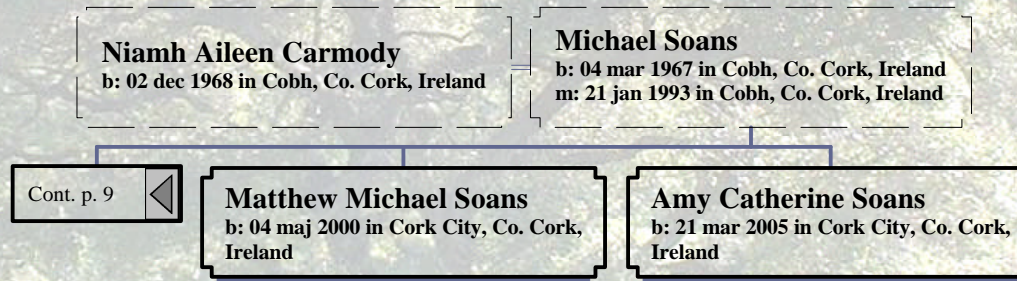 Niamh Aileen Carmody
b: 02 dec 1968 in Cobh, Co. Cork, Ireland
Michael Soans
b: 04 mar 1967 in Cobh, Co. Cork, Ireland
m: 21 jan 1993 in Cobh, Co. Cork, Ireland
Cont. p. 9
Matthew Michael Soans
b: 04 maj 2000 in Cork City, Co. Cork,
Ireland
Amy Catherine Soans
b: 21 mar 2005 in Cork City, Co. Cork,
Ireland